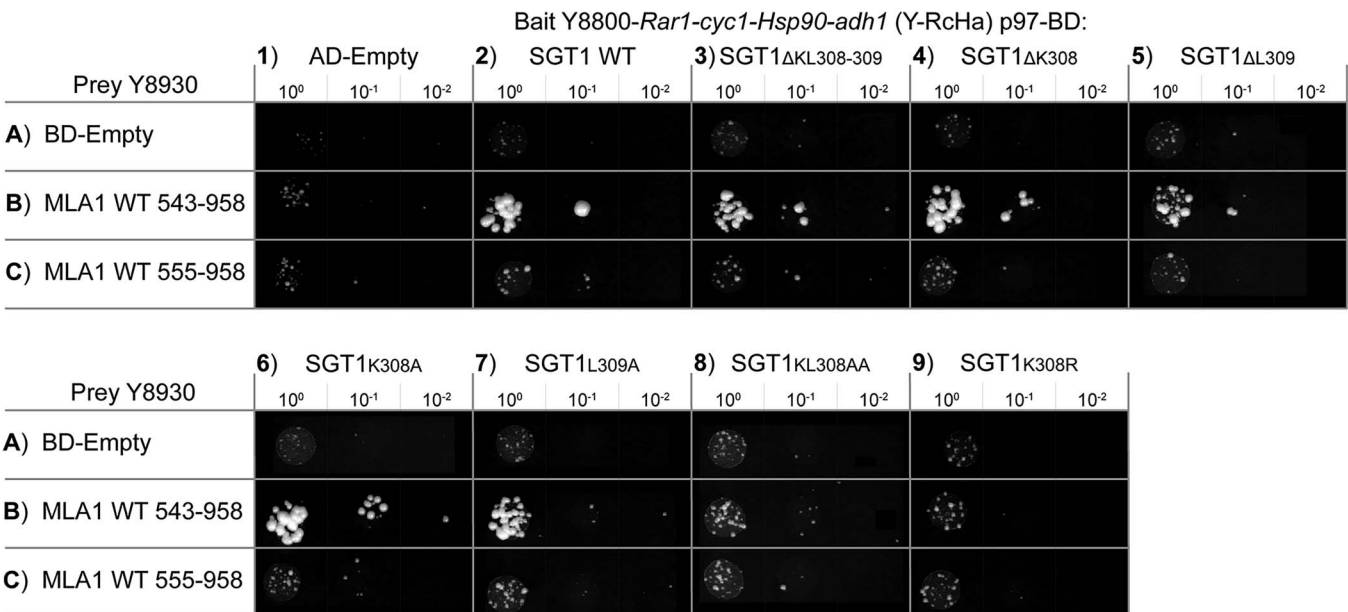 Bait Y8800-Rar1-cyc1-Hsp90-adh1 (Y-RcHa) p97-BD:
1) AD-Empty 2) SGT1 WT 3) SGT1ΔKL308-309 4) SGT1ΔK308 5) SGT1ΔL309
Prey Y8930 10⁰ 10⁻¹ 10⁻² 10⁰ 10⁻¹ 10⁻² 10⁰ 10⁻¹ 10⁻² 10⁰ 10⁻¹ 10⁻² 10⁰ 10⁻¹ 10⁻²
A) BD-Empty
B) MLA1 WT 543-958
C) MLA1 WT 555-958
6) SGT1K308A 7) SGT1L309A 8) SGT1KL308AA 9) SGT1K308R
Prey Y8930 10⁰ 10⁻¹ 10⁻² 10⁰ 10⁻¹ 10⁻² 10⁰ 10⁻¹ 10⁻² 10⁰ 10⁻¹ 10⁻²
A) BD-Empty
B) MLA1 WT 543-958
C) MLA1 WT 555-958